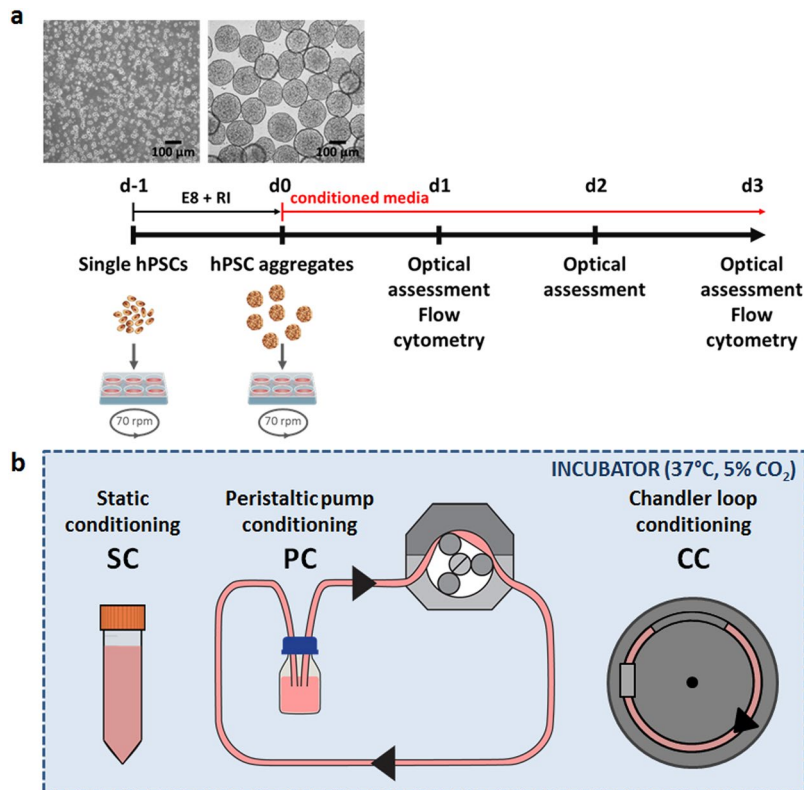 a
100 µm
100 µm
d-1
d0
d1
d2
d3
E8 + RI
conditioned media
Single hPSCs
hPSC aggregates
Optical
assessment
Flow
cytometry
Optical
assessment
Optical
assessment
Flow
cytometry
70 rpm
70 rpm
b
INCUBATOR (37°C, 5% CO₂)
Static
conditioning
SC
Peristaltic pump
conditioning
PC
Chandler loop
conditioning
CC